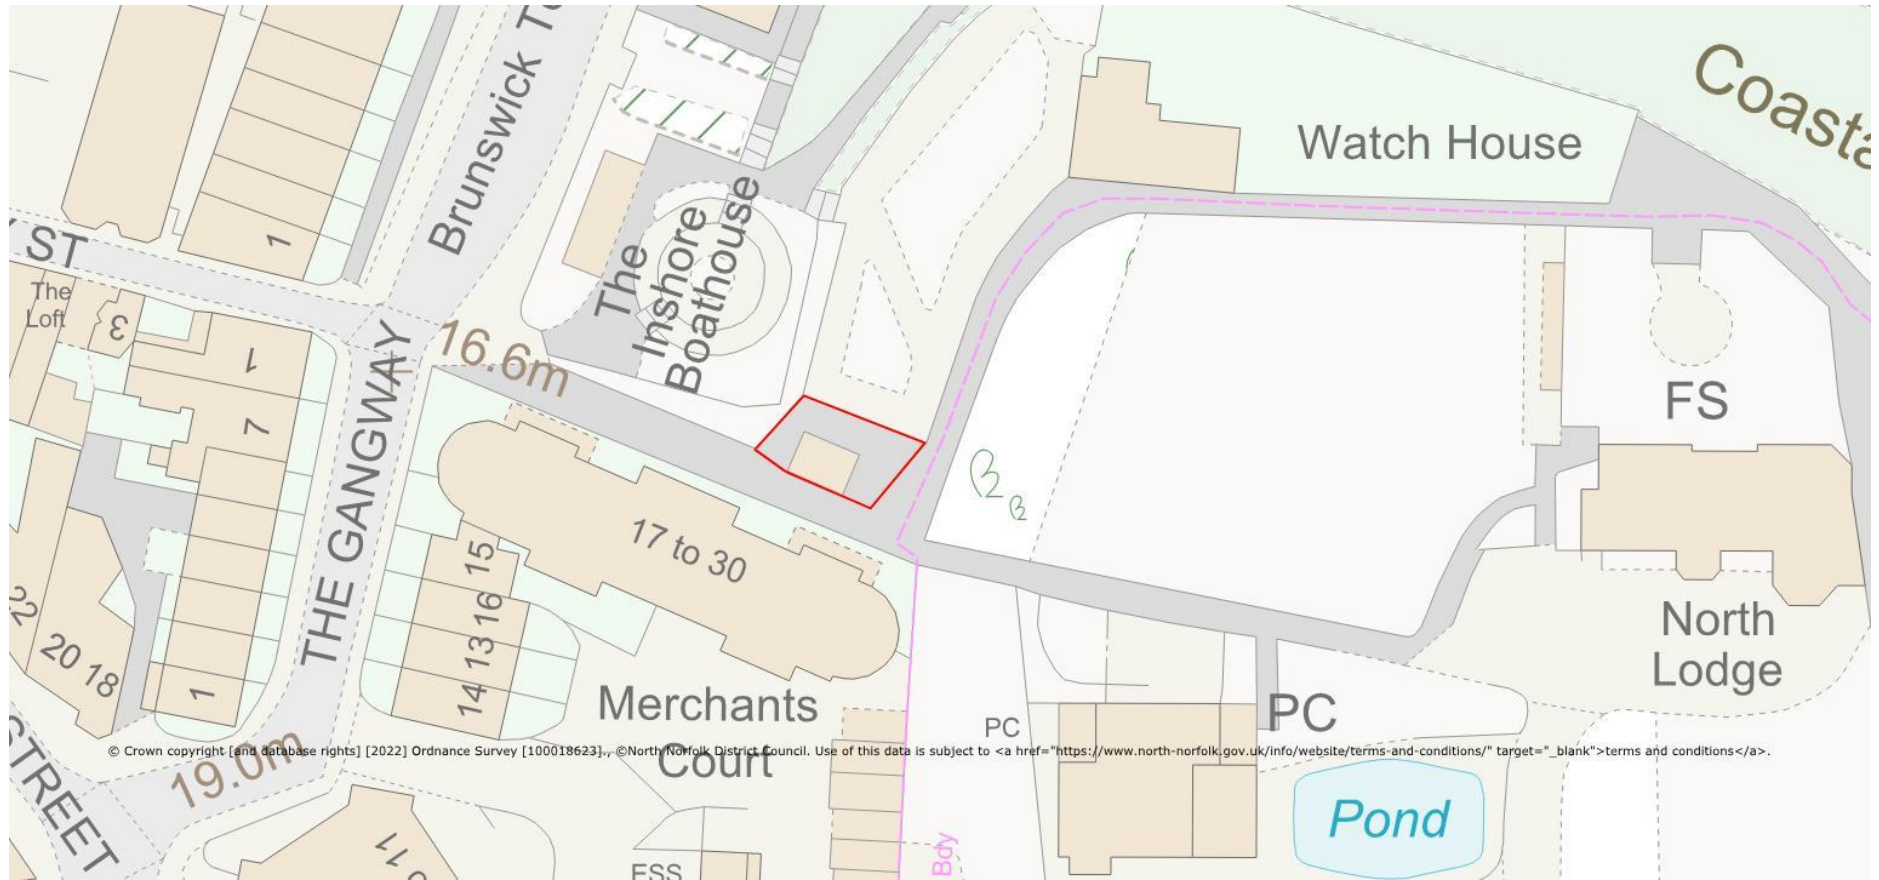 Brunswick
Coasta
Watch House
ST
1
The
Loft
3
The
Inshore
Boathouse
16.6m
THE GANGWAY
1
7
FS
17 to 30
15
16
13
14
22
20 18
1
North
Lodge
Merchants
Court
PC
PC
© Crown copyright [and database rights] [2022] Ordnance Survey [100018623]., ©North Norfolk District Council. Use of this data is subject to <a href="https://www.north-norfolk.gov.uk/info/website/terms-and-conditions/" target="_blank">terms and conditions</a>.
19.0m
STREET
11
ESS
Bdy
Pond